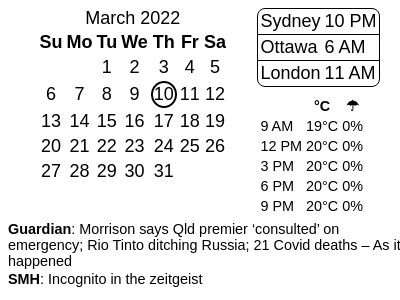 March 2022
Su Mo Tu We Th Fr Sa
1 2 3 4 5
6 7 8 9 10 11 12
13 14 15 16 17 18 19
20 21 22 23 24 25 26
27 28 29 30 31
Sydney 10 PM
Ottawa 6 AM
London 11 AM
°C ☂
9 AM 19°C 0%
12 PM 20°C 0%
3 PM 20°C 0%
6 PM 20°C 0%
9 PM 20°C 0%
Guardian: Morrison says Qld premier ‘consulted’ on
emergency; Rio Tinto ditching Russia; 21 Covid deaths – As it
happened
SMH: Incognito in the zeitgeist